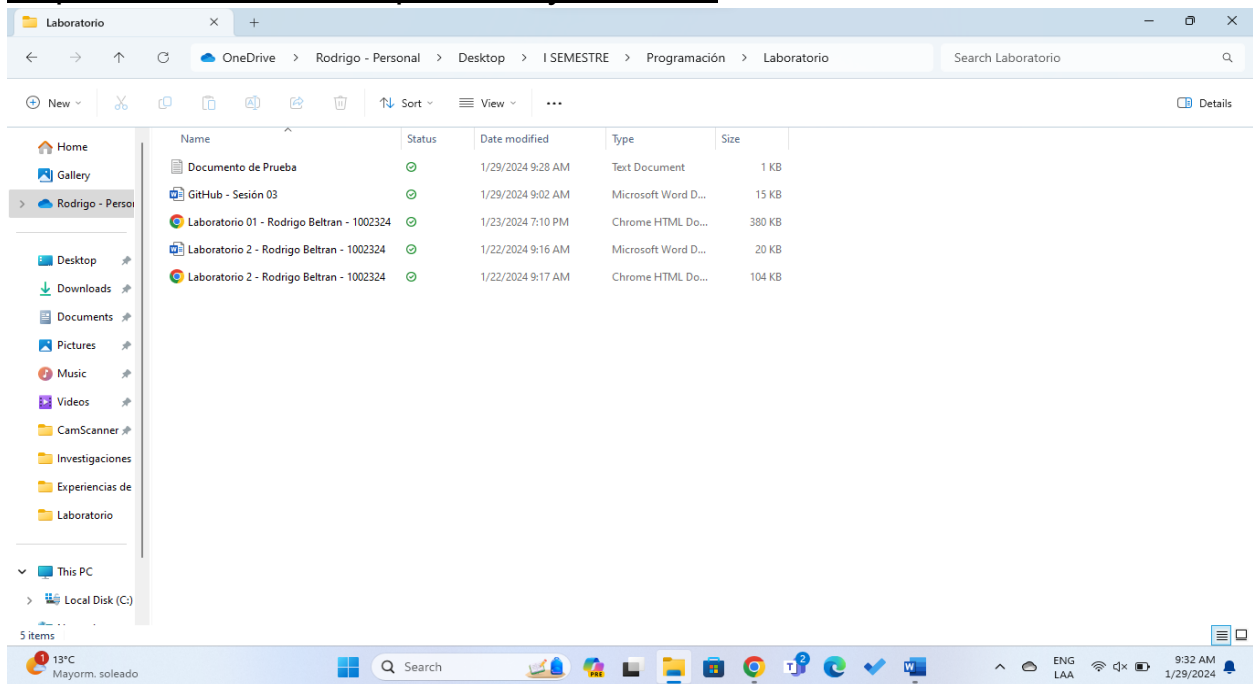 Laboratorio
OneDrive > Rodrigo - Personal > Desktop > I SEMESTRE > Programación > Laboratorio
Search Laboratorio
New
Sort
View
Details
Name Status Date modified Type Size
Documento de Prueba 1/29/2024 9:28 AM Text Document 1 KB
GitHub - Sesión 03 1/29/2024 9:02 AM Microsoft Word D... 15 KB
Laboratorio 01 - Rodrigo Beltran - 1002324 1/23/2024 7:10 PM Chrome HTML Do... 380 KB
Laboratorio 2 - Rodrigo Beltran - 1002324 1/22/2024 9:16 AM Microsoft Word D... 20 KB
Laboratorio 2 - Rodrigo Beltran - 1002324 1/22/2024 9:17 AM Chrome HTML Do... 104 KB
Home
Gallery
Rodrigo - Person
Desktop
Downloads
Documents
Pictures
Music
Videos
CamScanner
Investigaciones
Experiencias de
Laboratorio
This PC
Local Disk (C:)
5 items
1
13°C
Mayorm. soleado
Search
PRE
2
ENG
LAA
9:32 AM
1/29/2024